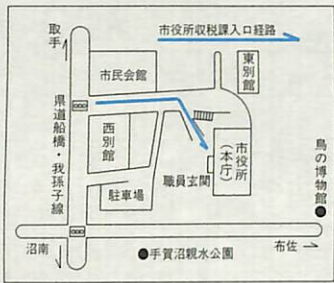 取手
市役所収税課入口経路
市民会館
東別館
県道船橋・我孫子線
西別館
市役所
(本庁)
職員玄関
鳥の博物館
駐車場
沼南
手賀沼親水公園
布佐